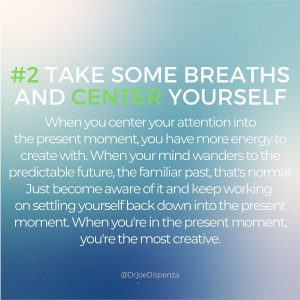 #2 TAKE SOME BREATHS
AND CENTER YOURSELF
When you center your attention into
the present moment, you have more energy to
create with. When your mind wanders to the
predictable future, the familiar past, that's normal.
Just become aware of it and keep working
on settling yourself back down into the present
moment. When you're in the present moment,
you're the most creative.
@DrJoeDispenza